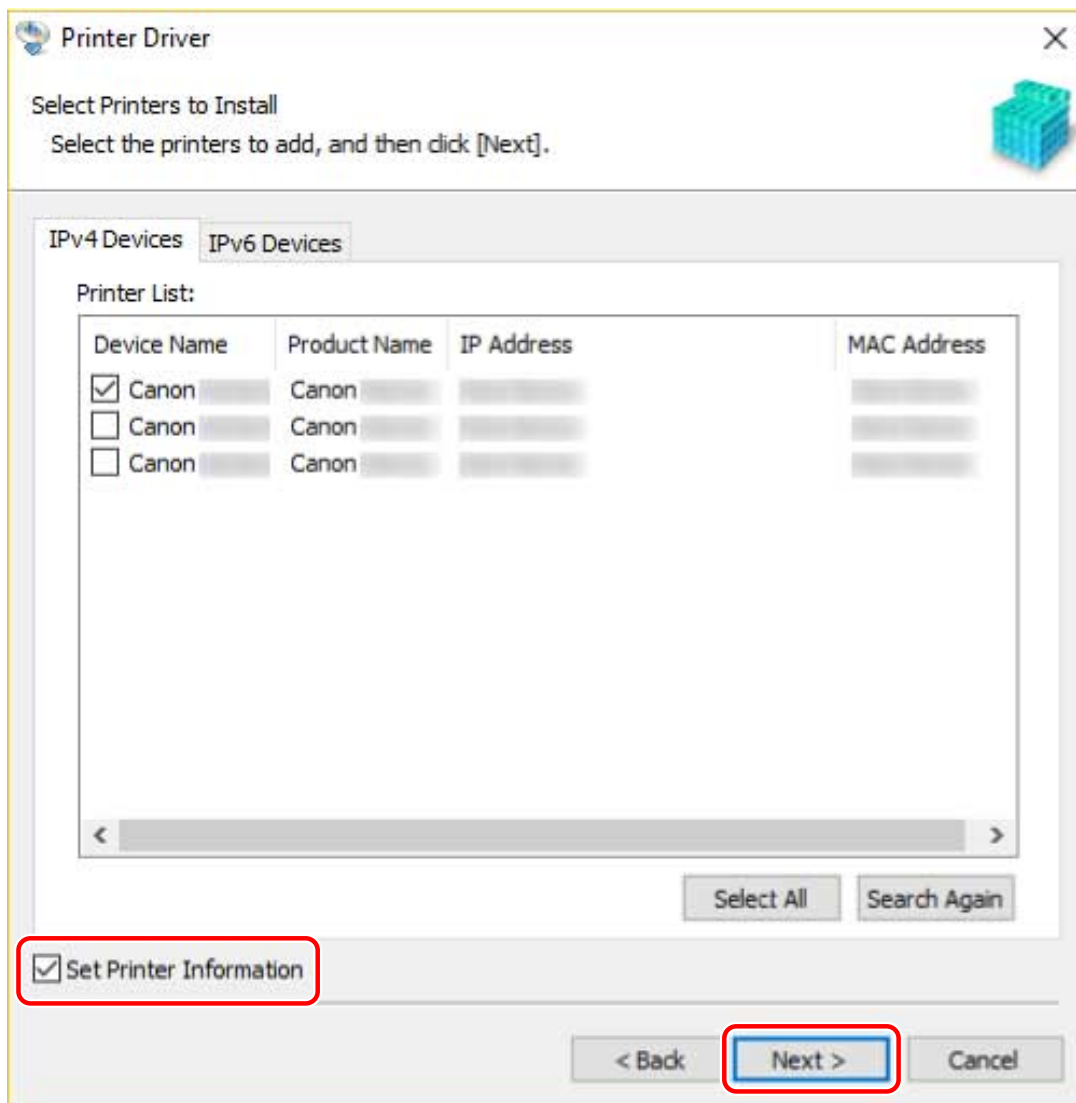 Printer Driver
Select Printers to Install
Select the printers to add, and then click [Next].
IPv4 Devices IPv6 Devices
Printer List:
Device Name Product Name IP Address MAC Address
Canon Canon
Canon Canon
Canon Canon
Select All Search Again
Set Printer Information
< Back Next > Cancel